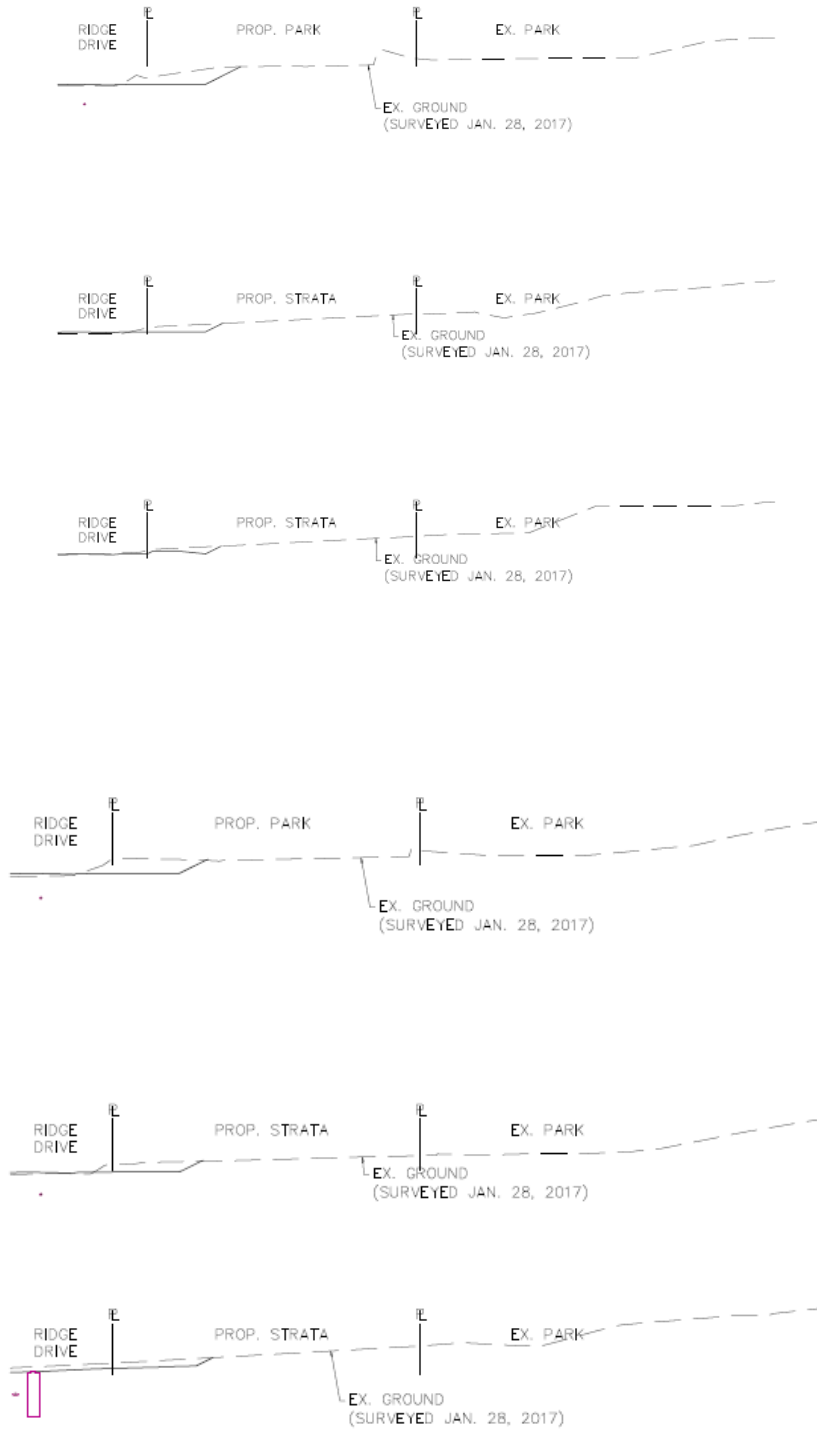 PL PL
RIDGE DRIVE PROP. PARK EX. PARK
EX. GROUND
(SURVEYED JAN. 28, 2017)
PL PL
RIDGE DRIVE PROP. STRATA EX. PARK
EX. GROUND
(SURVEYED JAN. 28, 2017)
PL PL
RIDGE DRIVE PROP. STRATA EX. PARK
EX. GROUND
(SURVEYED JAN. 28, 2017)
PL PL
RIDGE DRIVE PROP. PARK EX. PARK
EX. GROUND
(SURVEYED JAN. 28, 2017)
PL PL
RIDGE DRIVE PROP. STRATA EX. PARK
EX. GROUND
(SURVEYED JAN. 28, 2017)
PL PL
RIDGE DRIVE PROP. STRATA EX. PARK
EX. GROUND
(SURVEYED JAN. 28, 2017)